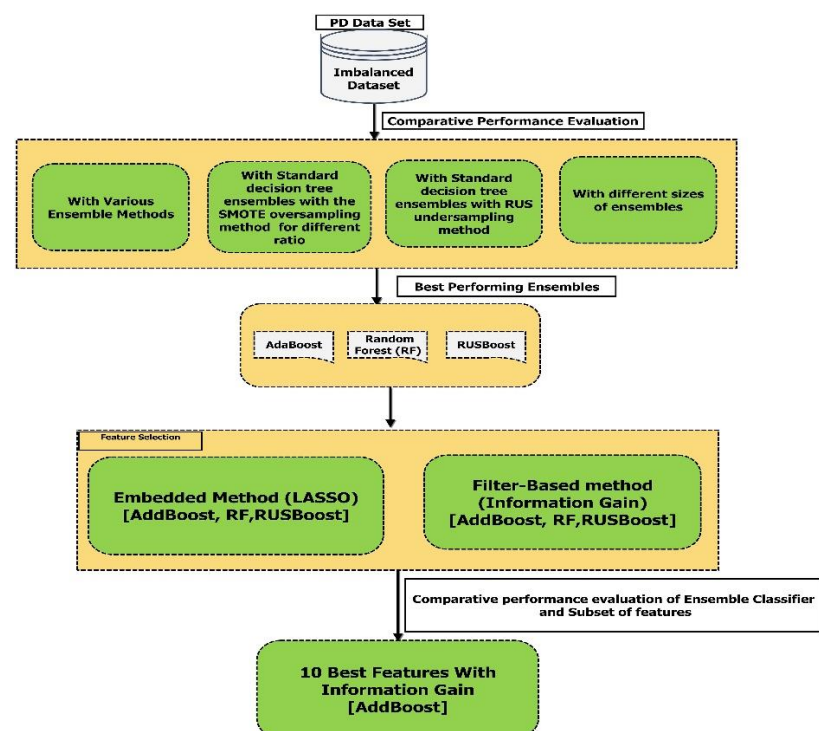 PD Data Set
Imbalanced
Dataset
Comparative Performance Evaluation
With Various
Ensemble Methods
With Standard
decision tree
ensembles with the
SMOTE oversampling
method for different
ratio
With Standard
decision tree
ensembles with RUS
undersampling
method
With different sizes
of ensembles
Best Performing Ensembles
AdaBoost
Random
Forest (RF)
RUSBoost
Feature Selection
Embedded Method (LASSO)
[AddBoost, RF,RUSBoost]
Filter-Based method
(Information Gain)
[AddBoost, RF,RUSBoost]
Comparative performance evaluation of Ensemble Classifier
and Subset of features
10 Best Features With
Information Gain
[AddBoost]